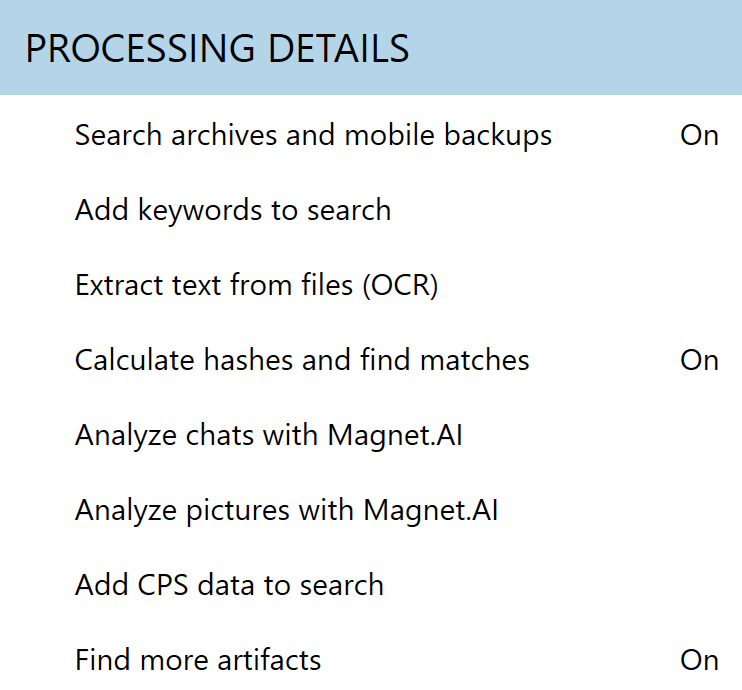 PROCESSING DETAILS
Search archives and mobile backups On
Add keywords to search
Extract text from files (OCR)
Calculate hashes and find matches On
Analyze chats with Magnet.AI
Analyze pictures with Magnet.AI
Add CPS data to search
Find more artifacts On